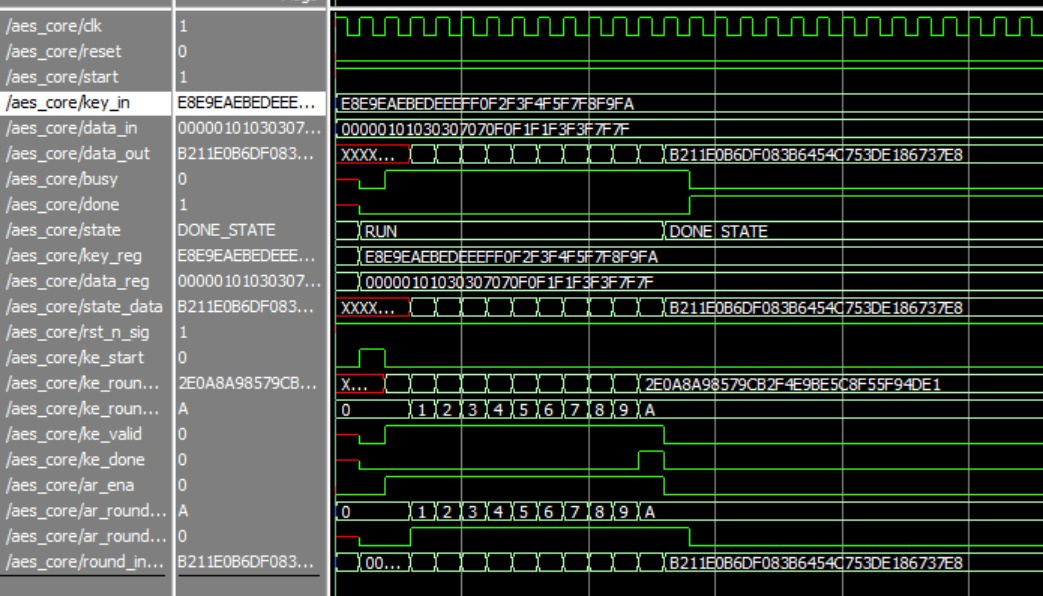 /aes_core/clk 1
/aes_core/reset 0
/aes_core/start 1
/aes_core/key_in E8E9EAEBEDEEE... E8E9EAEBEDEEEFF0F2F3F4F5F7F8F9FA
/aes_core/data_in 00000101030307... 00000101030307070F0F1F1F3F3F7F7F
/aes_core/data_out B211E0B6DF083... XXXX... B211E0B6DF083B6454C753DE186737E8
/aes_core/busy 0
/aes_core/done 1
/aes_core/state DONE_STATE RUN DONE_STATE
/aes_core/key_reg E8E9EAEBEDEEE... E8E9EAEBEDEEEFF0F2F3F4F5F7F8F9FA
/aes_core/data_reg 00000101030307... 00000101030307070F0F1F1F3F3F7F7F
/aes_core/state_data B211E0B6DF083... XXXX... B211E0B6DF083B6454C753DE186737E8
/aes_core/rst_n_sig 1
/aes_core/ke_start 0
/aes_core/ke_roun... 2E0A8A98579CB... X... 2E0A8A98579CB2F4E9BE5C8F55F94DE1
/aes_core/ke_roun... A 0 1 2 3 4 5 6 7 8 9 A
/aes_core/ke_valid 0
/aes_core/ke_done 0
/aes_core/ar_ena 0
/aes_core/ar_round... A 0 1 2 3 4 5 6 7 8 9 A
/aes_core/ar_round... 0
/aes_core/round_in... B211E0B6DF083... 00... B211E0B6DF083B6454C753DE186737E8